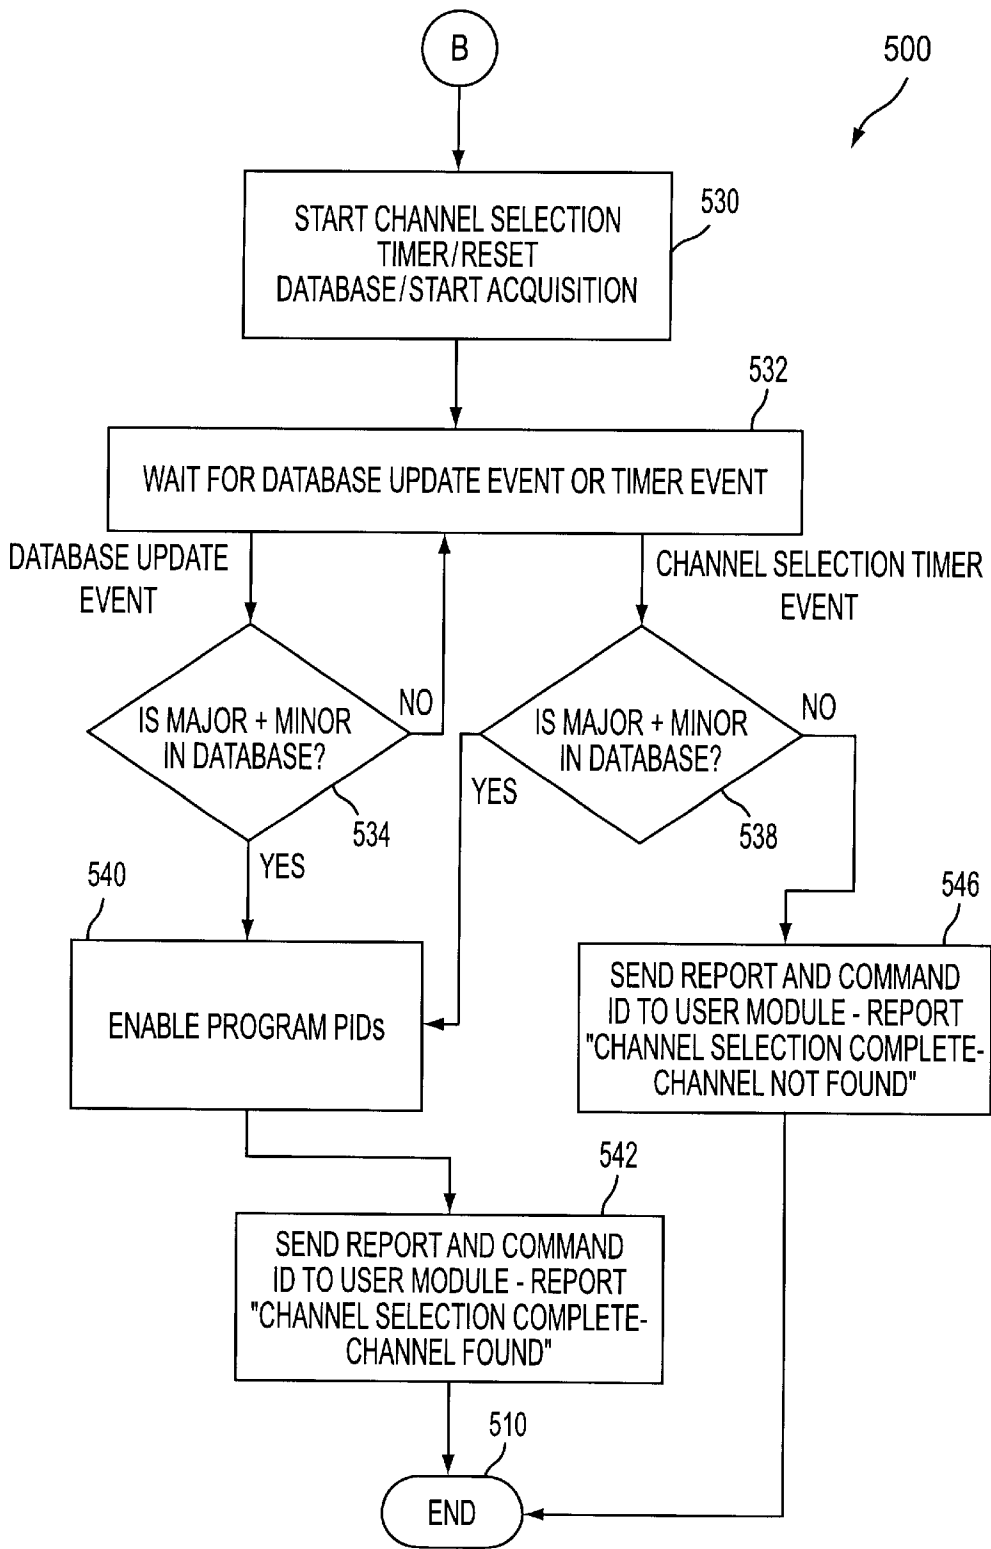 B
500
530
START CHANNEL SELECTION
TIMER/RESET
DATABASE/START ACQUISITION
532
WAIT FOR DATABASE UPDATE EVENT OR TIMER EVENT
DATABASE UPDATE
EVENT
CHANNEL SELECTION TIMER
EVENT
IS MAJOR + MINOR
IN DATABASE?
NO
534
YES
IS MAJOR + MINOR
IN DATABASE?
NO
YES
538
540
ENABLE PROGRAM PIDs
546
SEND REPORT AND COMMAND
ID TO USER MODULE - REPORT
"CHANNEL SELECTION COMPLETE-
CHANNEL NOT FOUND"
542
SEND REPORT AND COMMAND
ID TO USER MODULE - REPORT
"CHANNEL SELECTION COMPLETE-
CHANNEL FOUND"
510
END